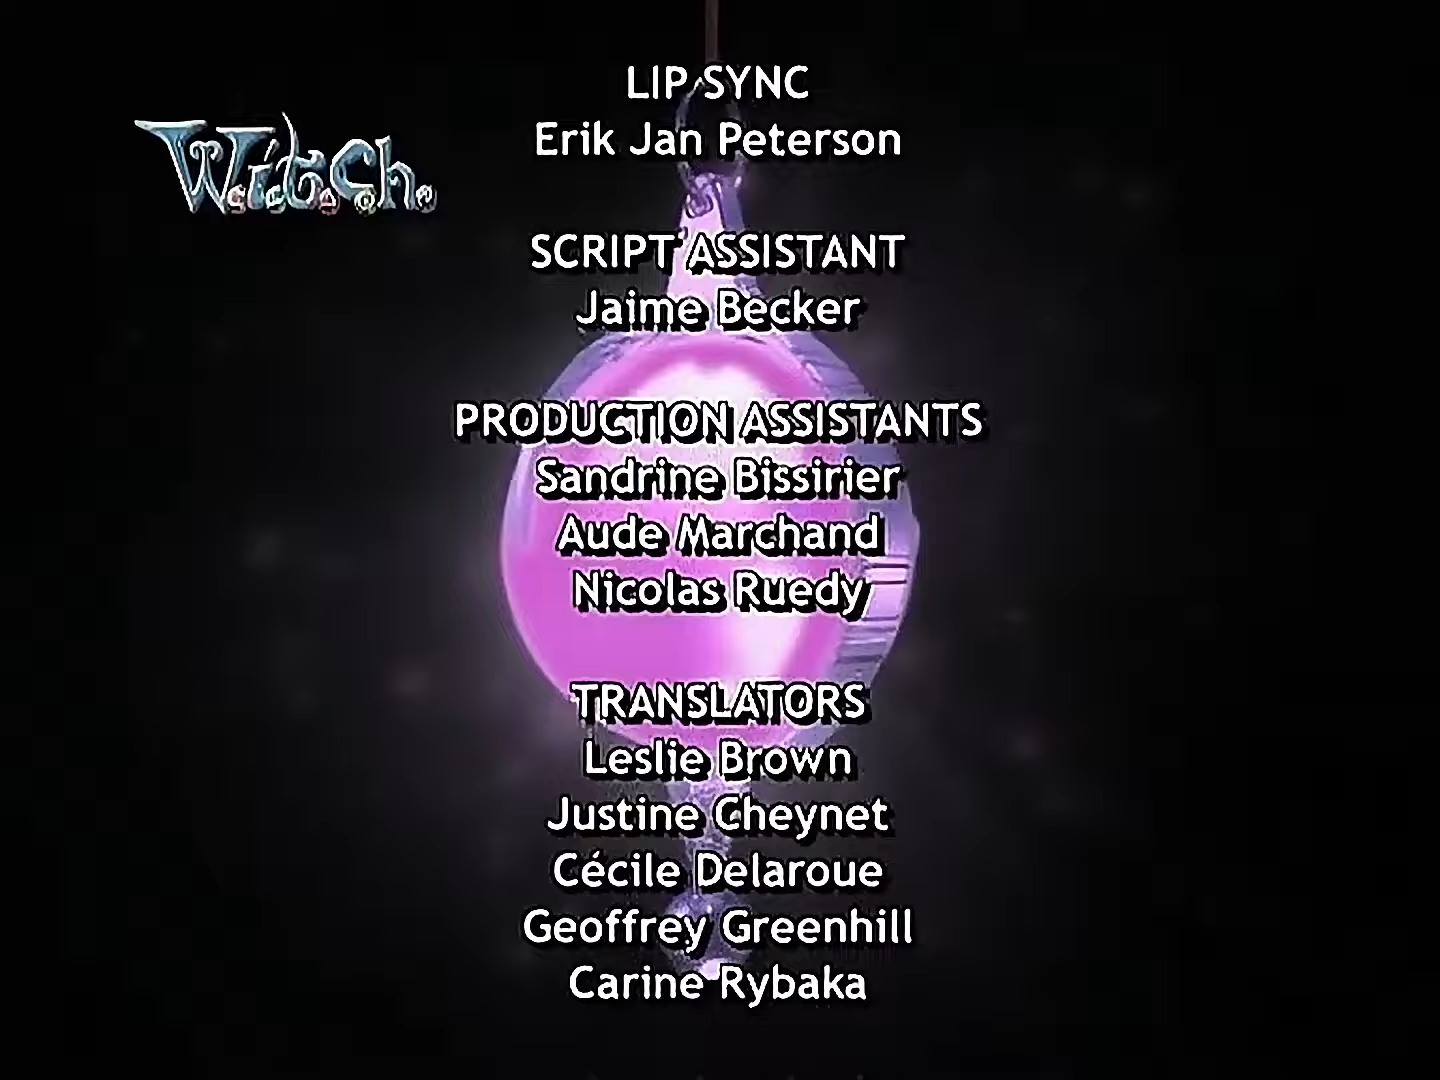 LIP SYNC
Erik Jan Peterson
W.i.t.c.h.
SCRIPT ASSISTANT
Jaime Becker
PRODUCTION ASSISTANTS
Sandrine Bissirier
Aude Marchand
Nicolas Ruedy
TRANSLATORS
Leslie Brown
Justine Cheynet
Cécile Delaroue
Geoffrey Greenhill
Carine Rybaka